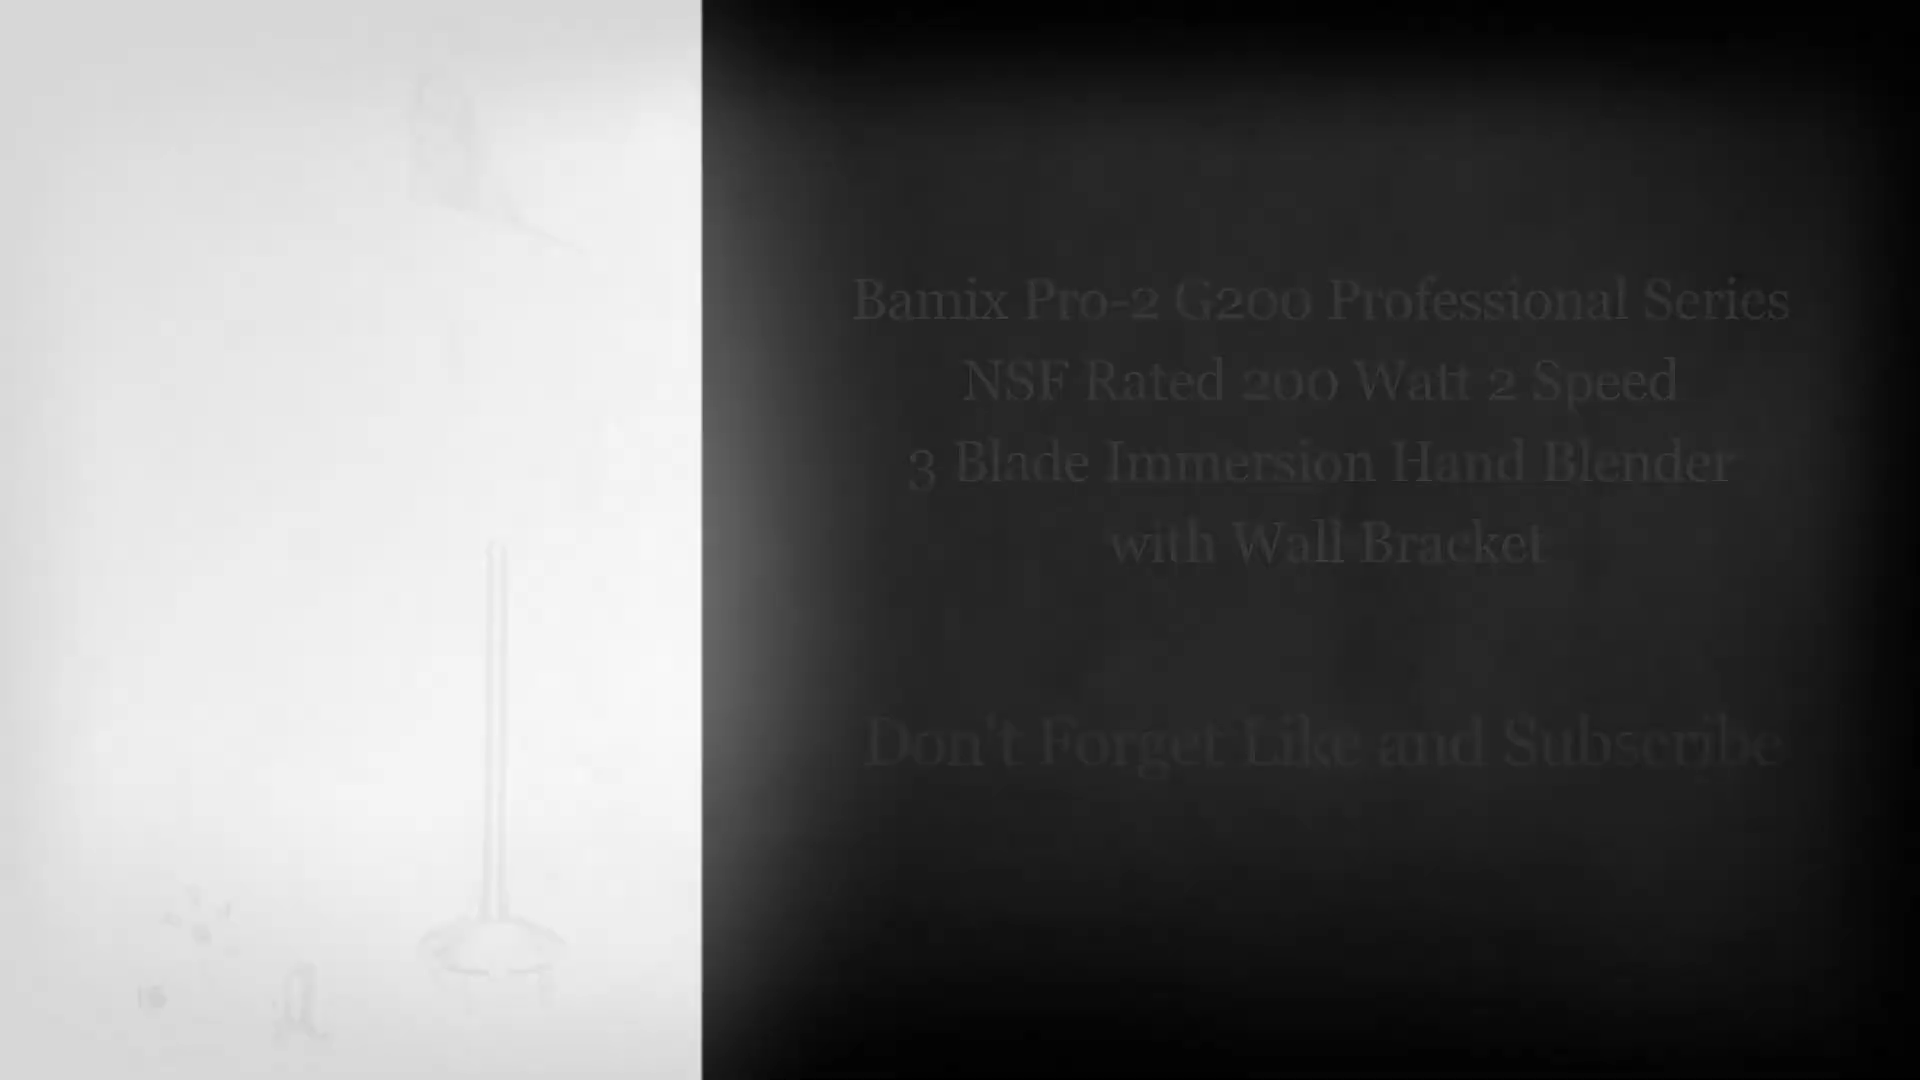 Bamix Pro-2 G200 Professional Series
NSF Rated 200 Watt 2 Speed
3 Blade Immersion Hand Blender
with Wall Bracket
Don't Forget Like and Subscribe